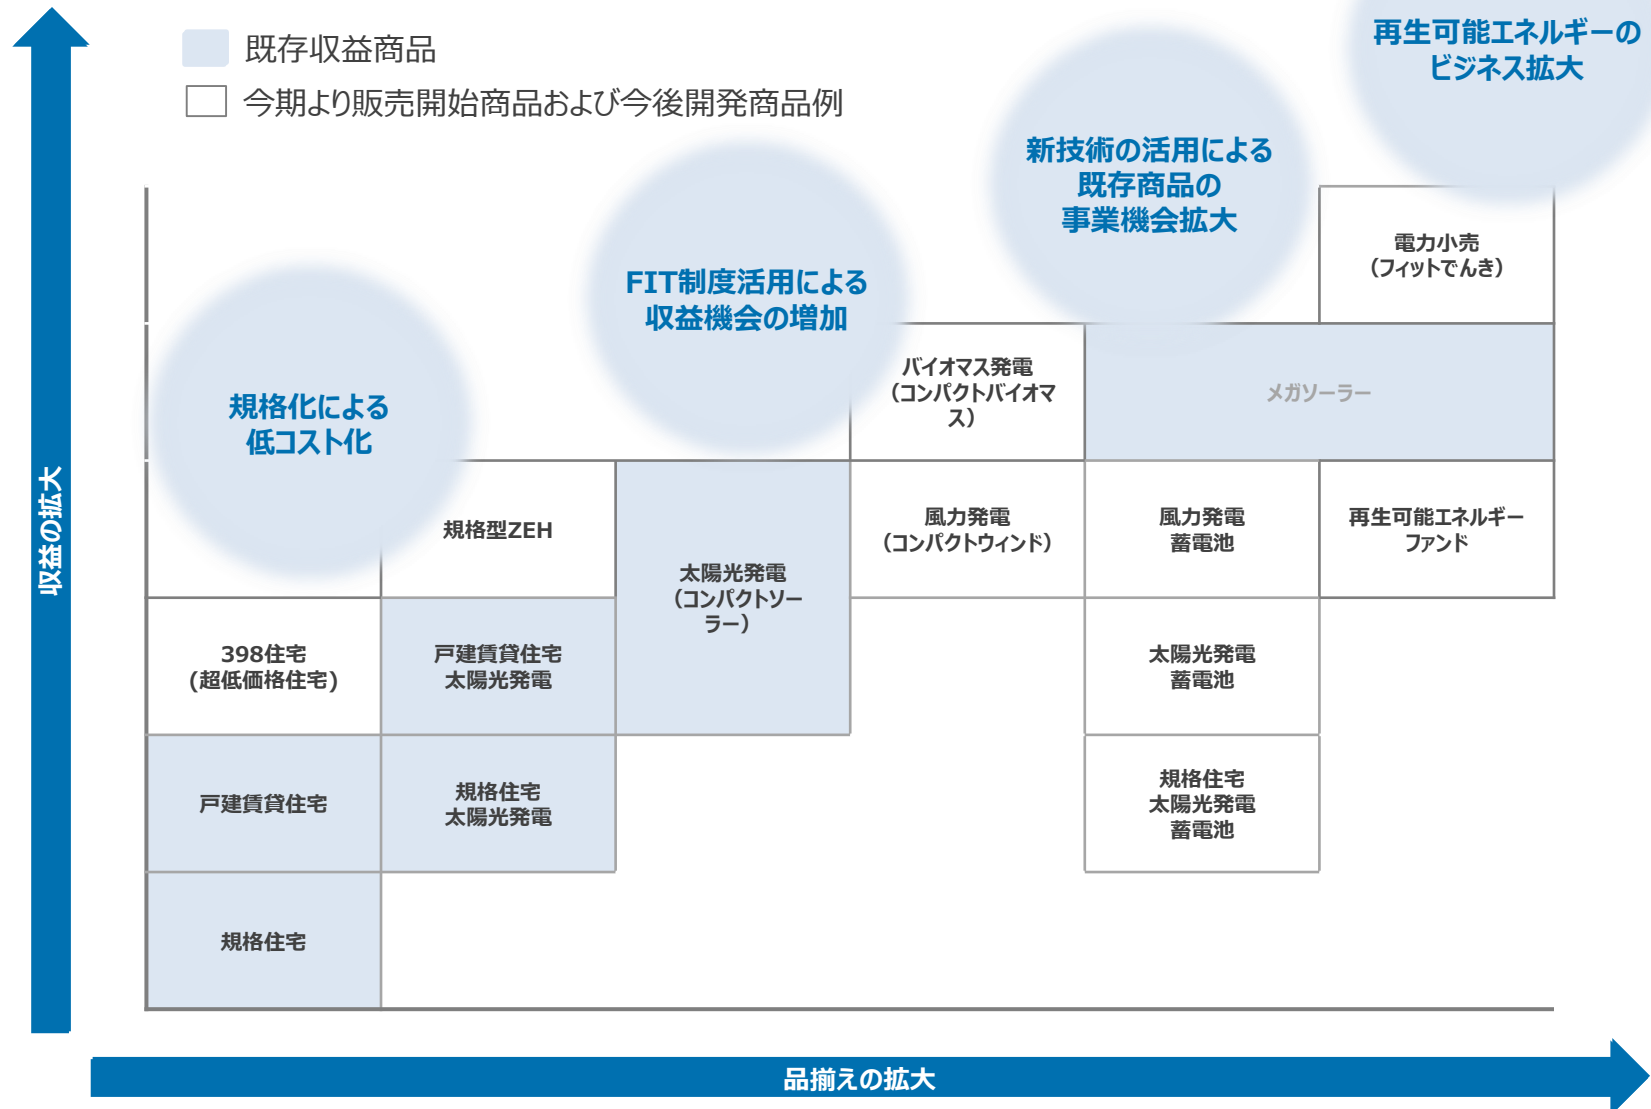 既存収益商品
今期より販売開始商品および今後開発商品例
再生可能エネルギーの
ビジネス拡大
新技術の活用による
既存商品の
事業機会拡大
FIT制度活用による
収益機会の増加
規格化による
低コスト化
電力小売
（フィットでんき）
バイオマス発電
（コンパクトバイオマ
ス）
メガソーラー
規格型ZEH
太陽光発電
（コンパクトソー
ラー）
風力発電
（コンパクトウィンド）
風力発電
蓄電池
再生可能エネルギー
ファンド
398住宅
(超低価格住宅)
戸建賃貸住宅
太陽光発電
太陽光発電
蓄電池
戸建賃貸住宅
規格住宅
太陽光発電
規格住宅
太陽光発電
蓄電池
規格住宅
収益の拡大
品揃えの拡大